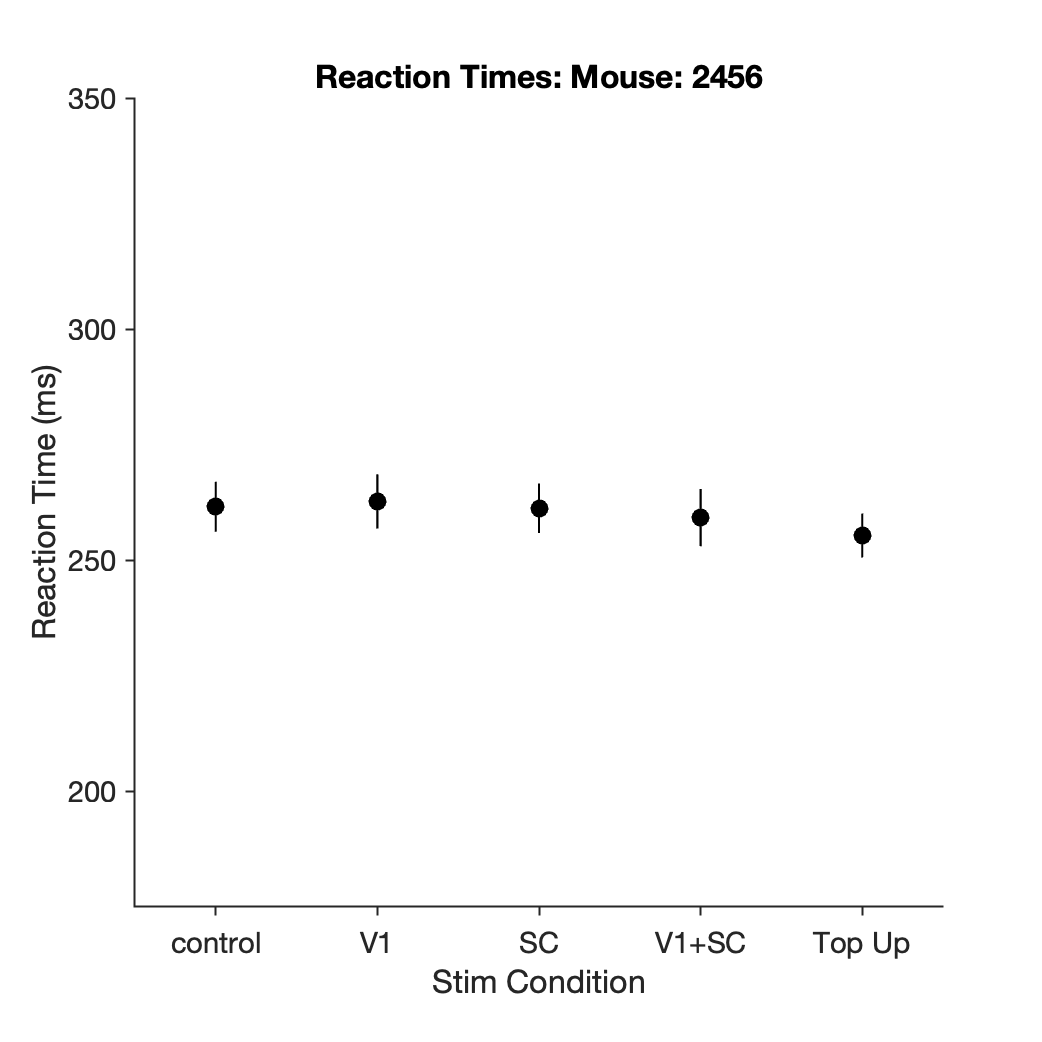 Reaction Times: Mouse: 2456
350
300
250
200
Reaction Time (ms)
control V1 SC V1+SC Top Up
Stim Condition